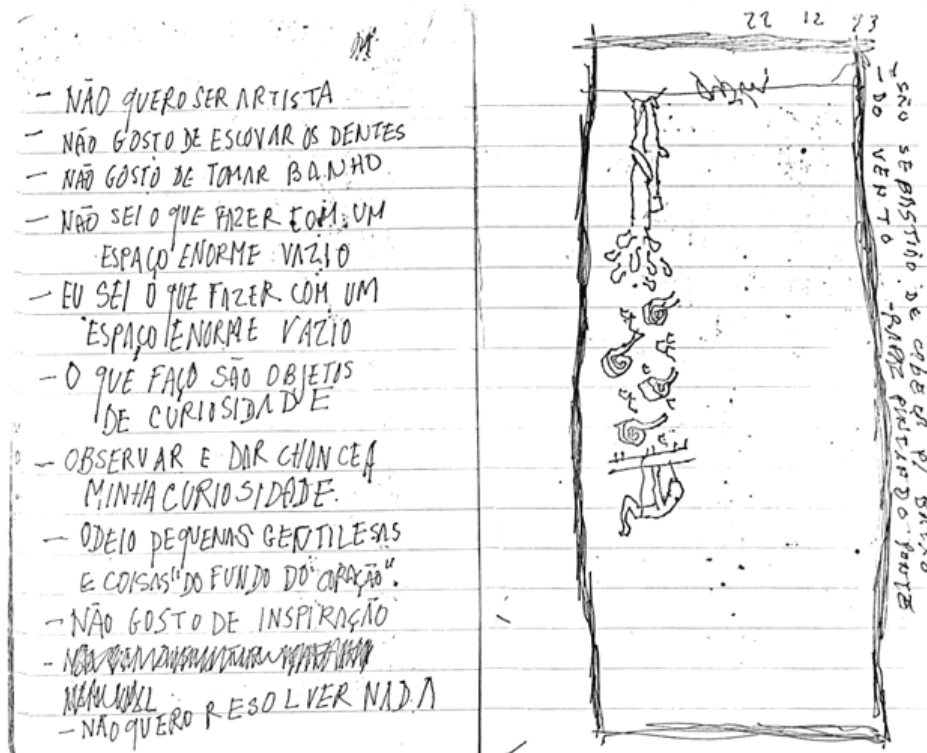 - NÃO QUERO SER ARTISTA
- NÃO GOSTO DE ESCOVAR OS DENTES
- NÃO GOSTO DE TOMAR BANHO
- NÃO SEI O QUE FAZER COM UM
ESPAÇO ENORME VAZIO
- EU SEI O QUE FAZER COM UM
ESPAÇO ENORME VAZIO
- O QUE FAÇO SÃO OBJETOS
DE CURIOSIDADE
- OBSERVAR E DAR CHANCE A
MINHA CURIOSIDADE.
- ODEIO PEQUENAS GENTILESAS
E COISAS "DO FUNDO DO CORAÇÃO".
- NÃO GOSTO DE INSPIRAÇÃO
- NÃO QUERO RESOLVER NADA
22 12 93
- SÃO SEBASTIÃO DE CABEÇA P/ BAIXO
- DO VENTO - RAPAZ PINTANDO PONTE